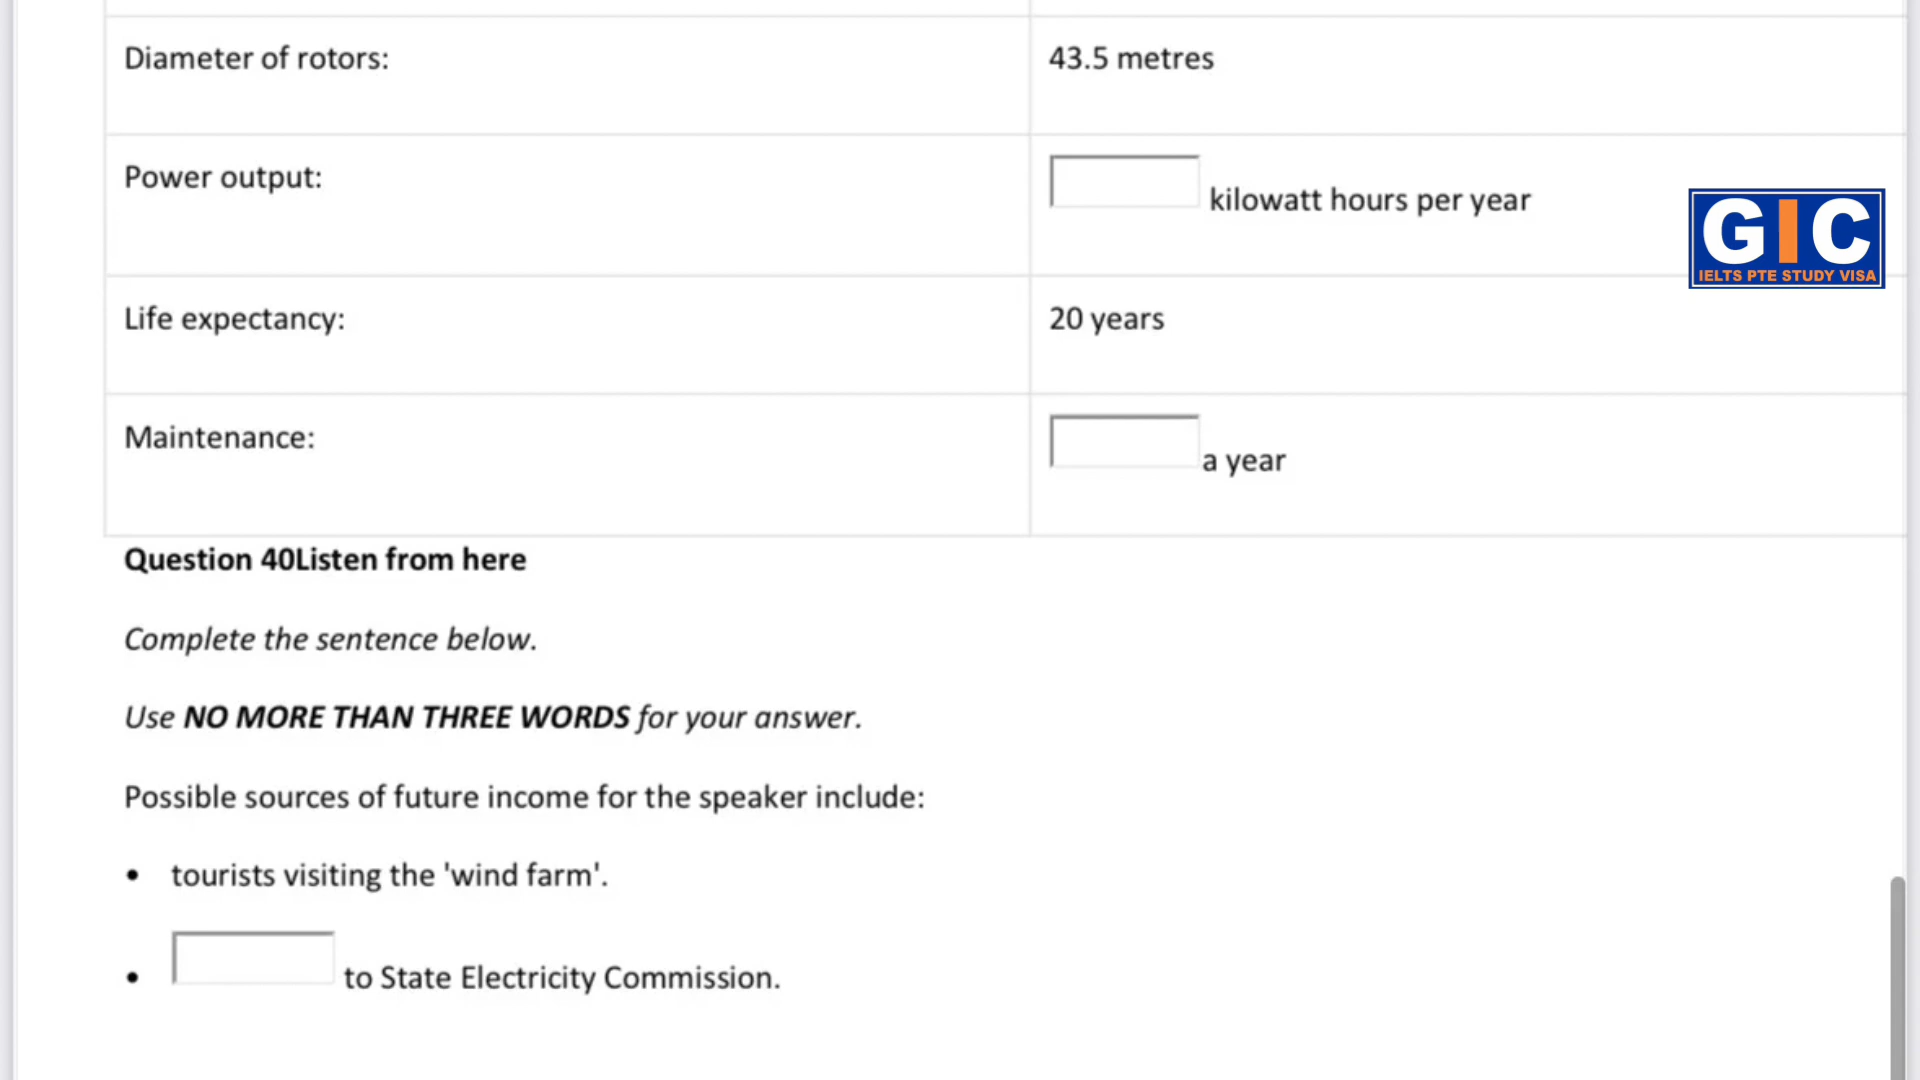 Diameter of rotors:
43.5 metres
Power output:
kilowatt hours per year
GIC
IELTS PTE STUDY VISA
Life expectancy:
20 years
Maintenance:
a year
Question 40Listen from here
Complete the sentence below.
Use NO MORE THAN THREE WORDS for your answer.
Possible sources of future income for the speaker include:
• tourists visiting the 'wind farm'.
• to State Electricity Commission.